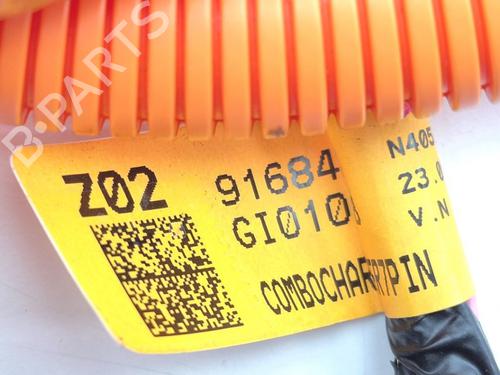 B-PARTS
Z02
91684
GI010
COMBOCHAR
7PIN
N405
23.0
V.N